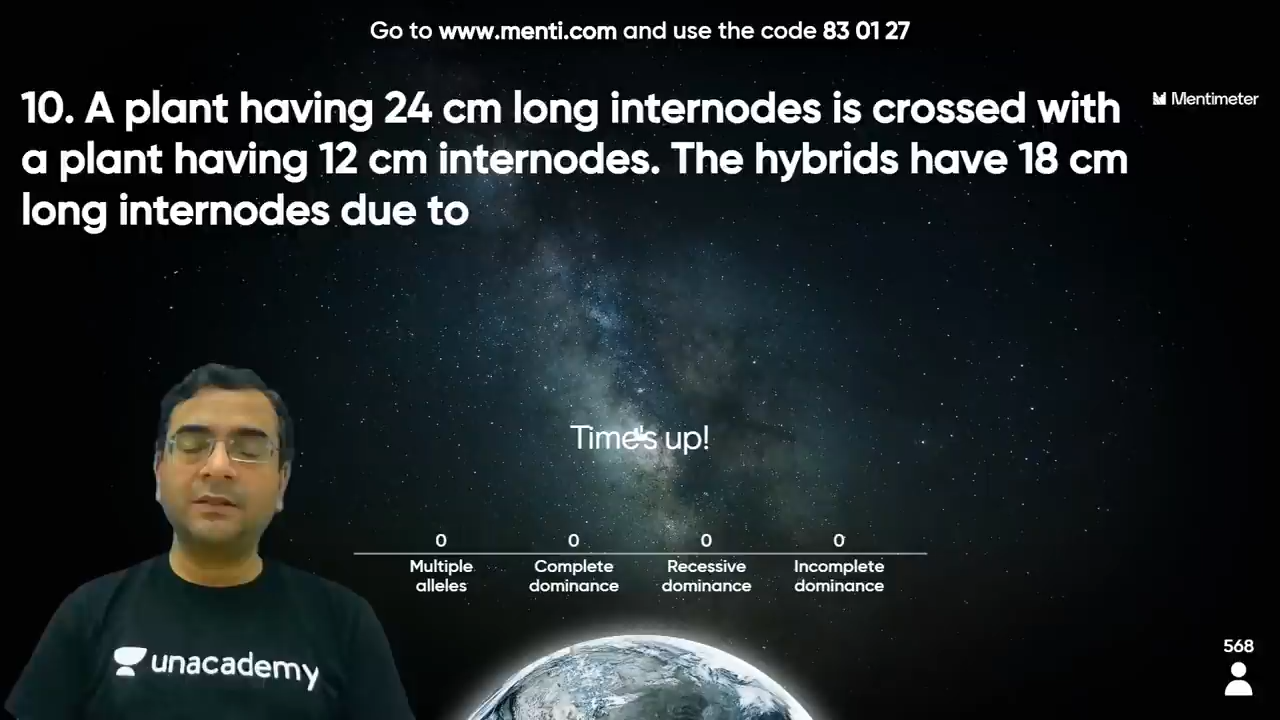 Go to www.menti.com and use the code 83 01 27
Mentimeter
10. A plant having 24 cm long internodes is crossed with
a plant having 12 cm internodes. The hybrids have 18 cm
long internodes due to
Time's up!
0 0 0 0
Multiple alleles
Complete dominance
Recessive dominance
Incomplete dominance
unacademy
568